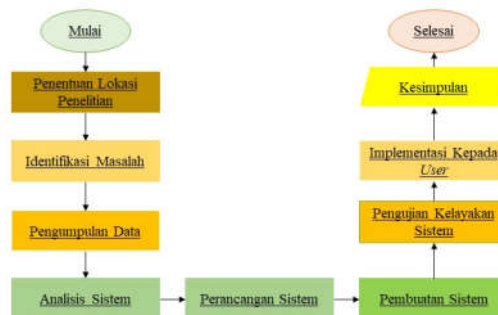 Mulai
Penentuan Lokasi
Penelitian
Identifikasi Masalah
Pengumpulan Data
Analisis Sistem
Perancangan Sistem
Pembuatan Sistem
Pengujian Kelayakan
Sistem
Implementasi Kepada
User
Kesimpulan
Selesai